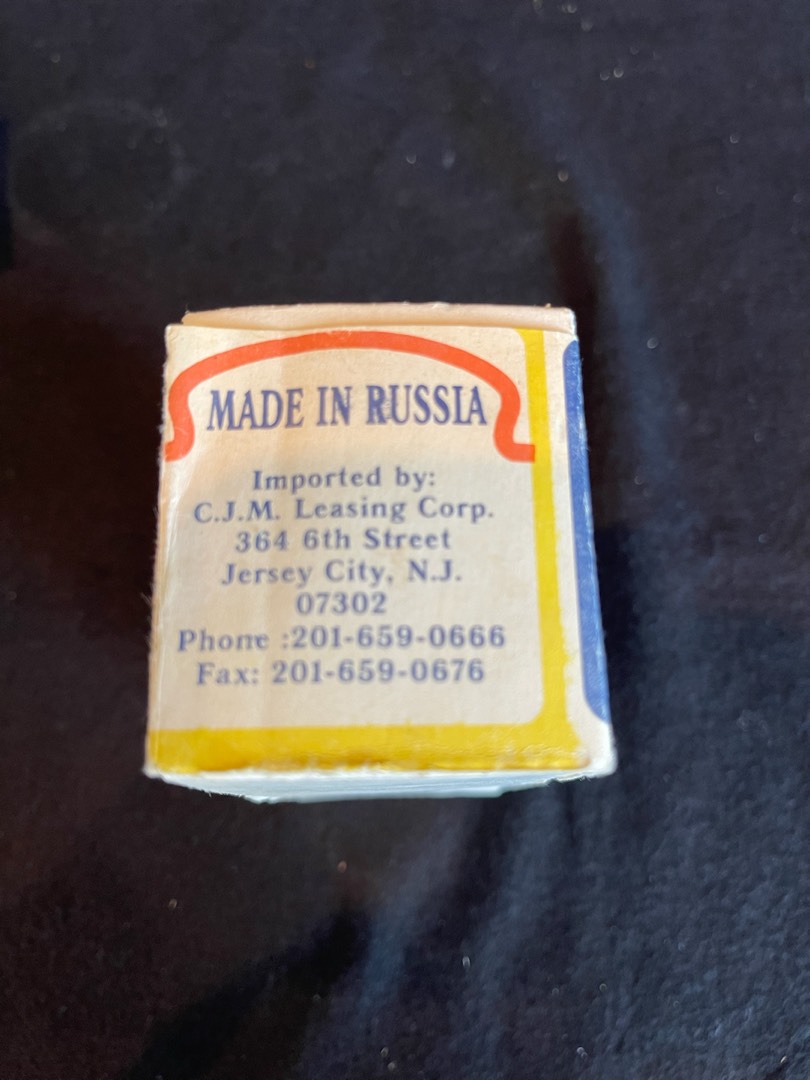 MADE IN RUSSIA
Imported by:
C.J.M. Leasing Corp.
364 6th Street
Jersey City, N.J.
07302
Phone :201-659-0666
Fax: 201-659-0676